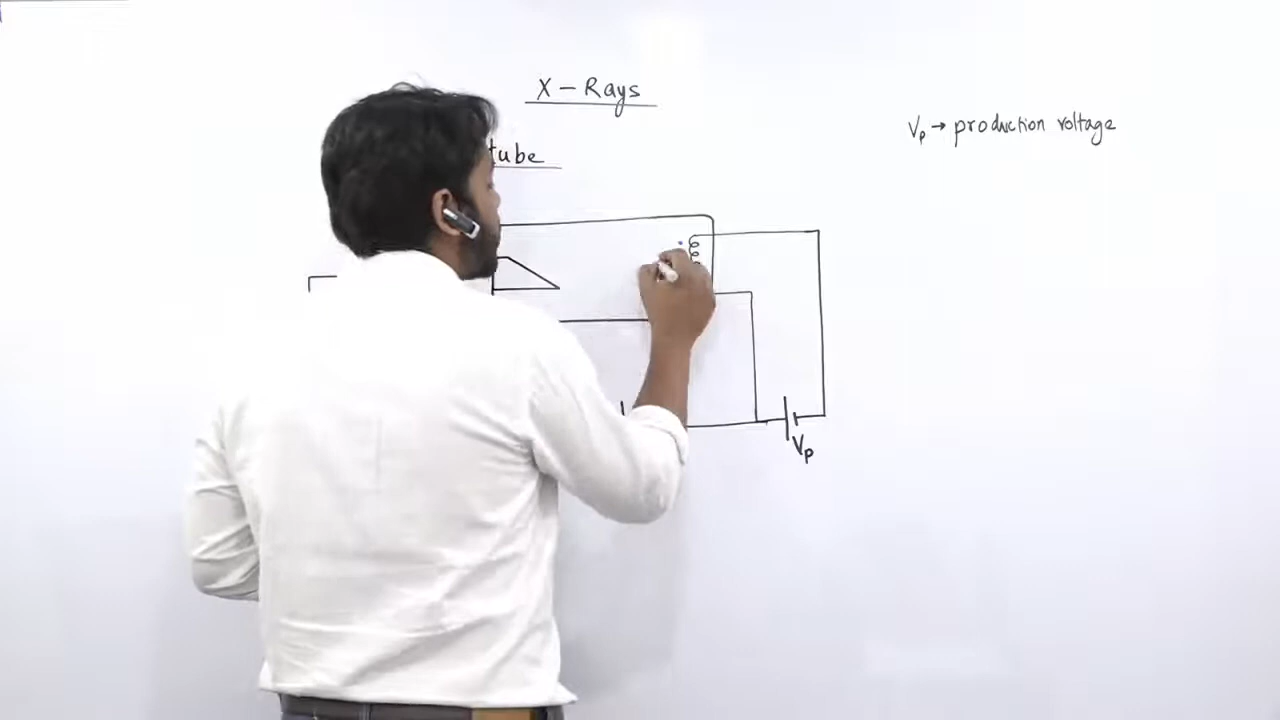 X - Rays
Vp → production voltage
tube
Vp